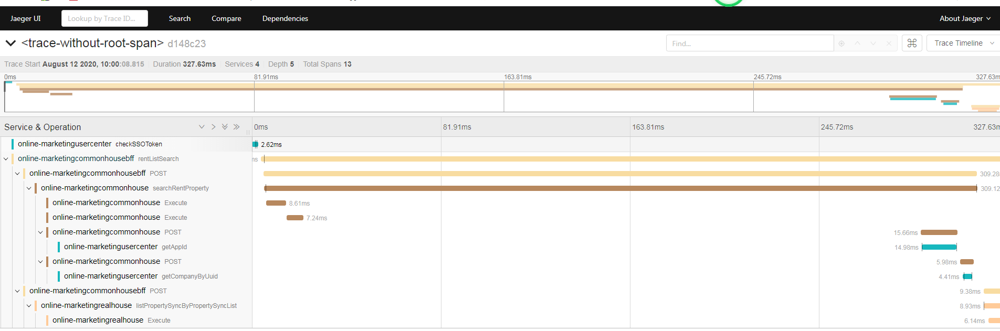 Jaeger UI Lookup by Trace ID... Search Compare Dependencies About Jaeger
<trace-without-root-span> d148c23 Find... Trace Timeline
Trace Start August 12 2020, 10:00:08.815 Duration 327.63ms Services 4 Depth 5 Total Spans 13
0ms 81.91ms 163.81ms 245.72ms 327.63m
Service & Operation 0ms 81.91ms 163.81ms 245.72ms 327.63m
online-marketingusercenter checkSSOToken 2.62ms
online-marketingcommonhousebff rentListSearch ms
online-marketingcommonhousebff POST 309.28
online-marketingcommonhouse searchRentProperty 309.12
online-marketingcommonhouse Execute 8.61ms
online-marketingcommonhouse Execute 7.24ms
online-marketingcommonhouse POST 15.66ms
online-marketingusercenter getAppId 14.98ms
online-marketingcommonhouse POST 5.98ms
online-marketingusercenter getCompanyByUuid 4.41ms
online-marketingcommonhousebff POST 9.38ms
online-marketingrealhouse listPropertySyncByPropertySyncList 8.93ms
online-marketingrealhouse Execute 6.14ms